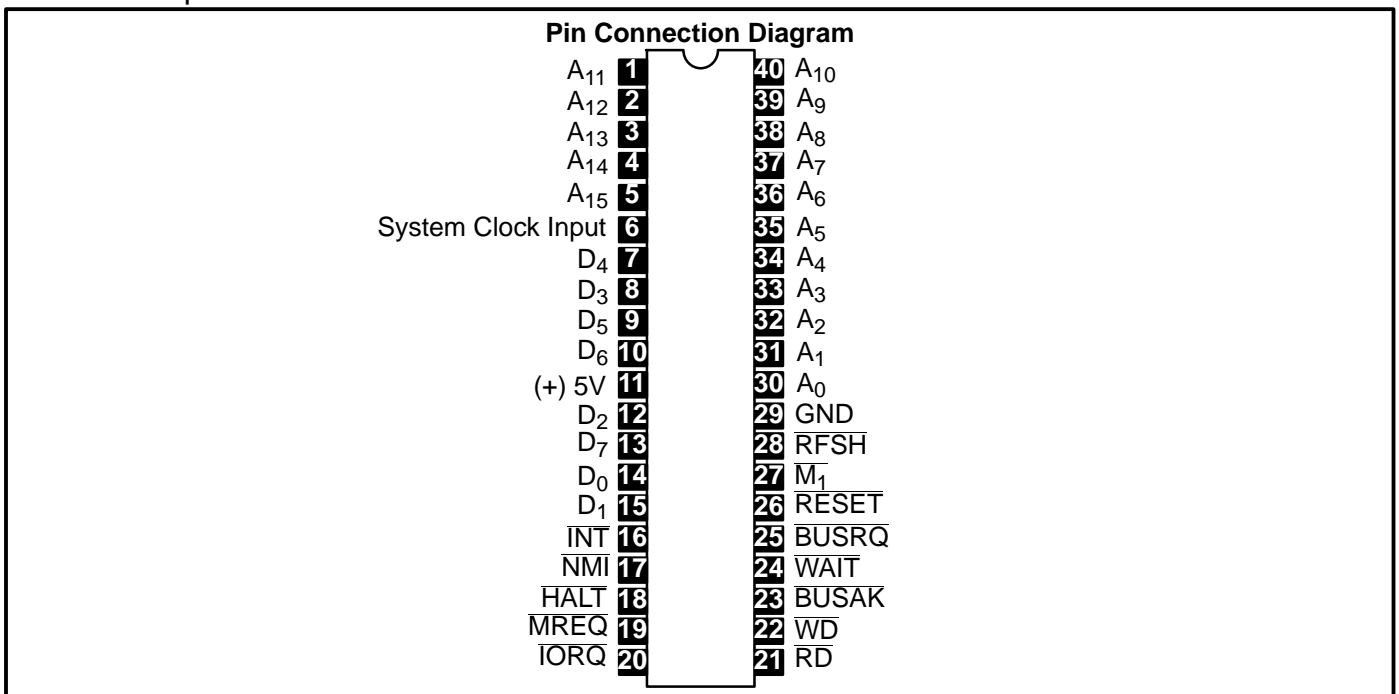 Pin Connection Diagram
A11 1 40 A10
A12 2 39 A9
A13 3 38 A8
A14 4 37 A7
A15 5 36 A6
System Clock Input 6 35 A5
D4 7 34 A4
D3 8 33 A3
D5 9 32 A2
D6 10 31 A1
(+) 5V 11 30 A0
D2 12 29 GND
D7 13 28 RFSH
D0 14 27 M1
D1 15 26 RESET
INT 16 25 BUSRQ
NMI 17 24 WAIT
HALT 18 23 BUSAK
MREQ 19 22 WD
IORQ 20 21 RD